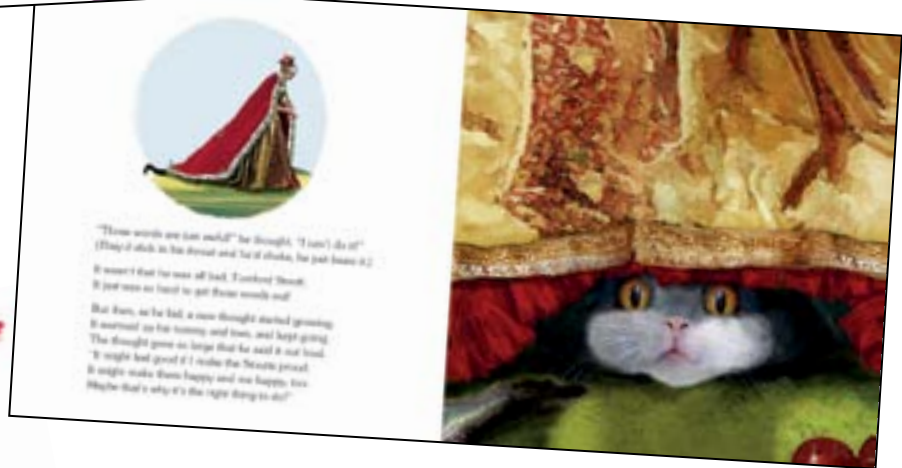 "Those words are just awful!" he thought. "I can't do it!"
(They'd stick in his throat and he'd choke, he just knew it.)
It wasn't that he was all bad,
It just was so hard to get those words out!
But then, as he hid, a new thought started growing.
It warmed up his tummy and toes, and kept going.
The thought grew so large that he said it out loud.
"It might feel good if I make the proud.
It might make them happy and me happy, too.
Maybe that's why it's the right thing to do!"